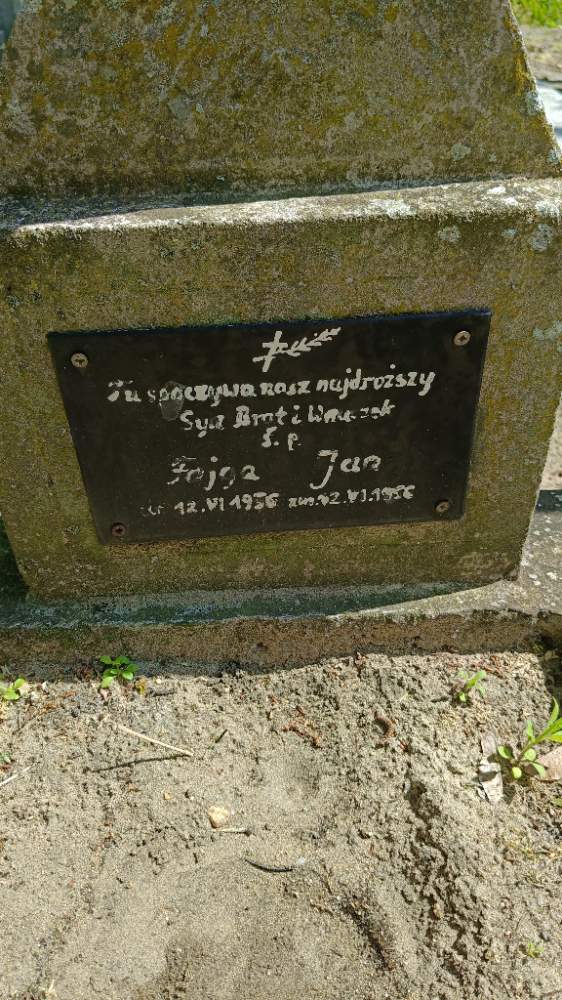 Tu spoczywa nasz najdroższy
Syn Brat i Wnuczek
Ś. P.
Fajga Jan
ur 12.VI 1956 zm. 12.VI.1956